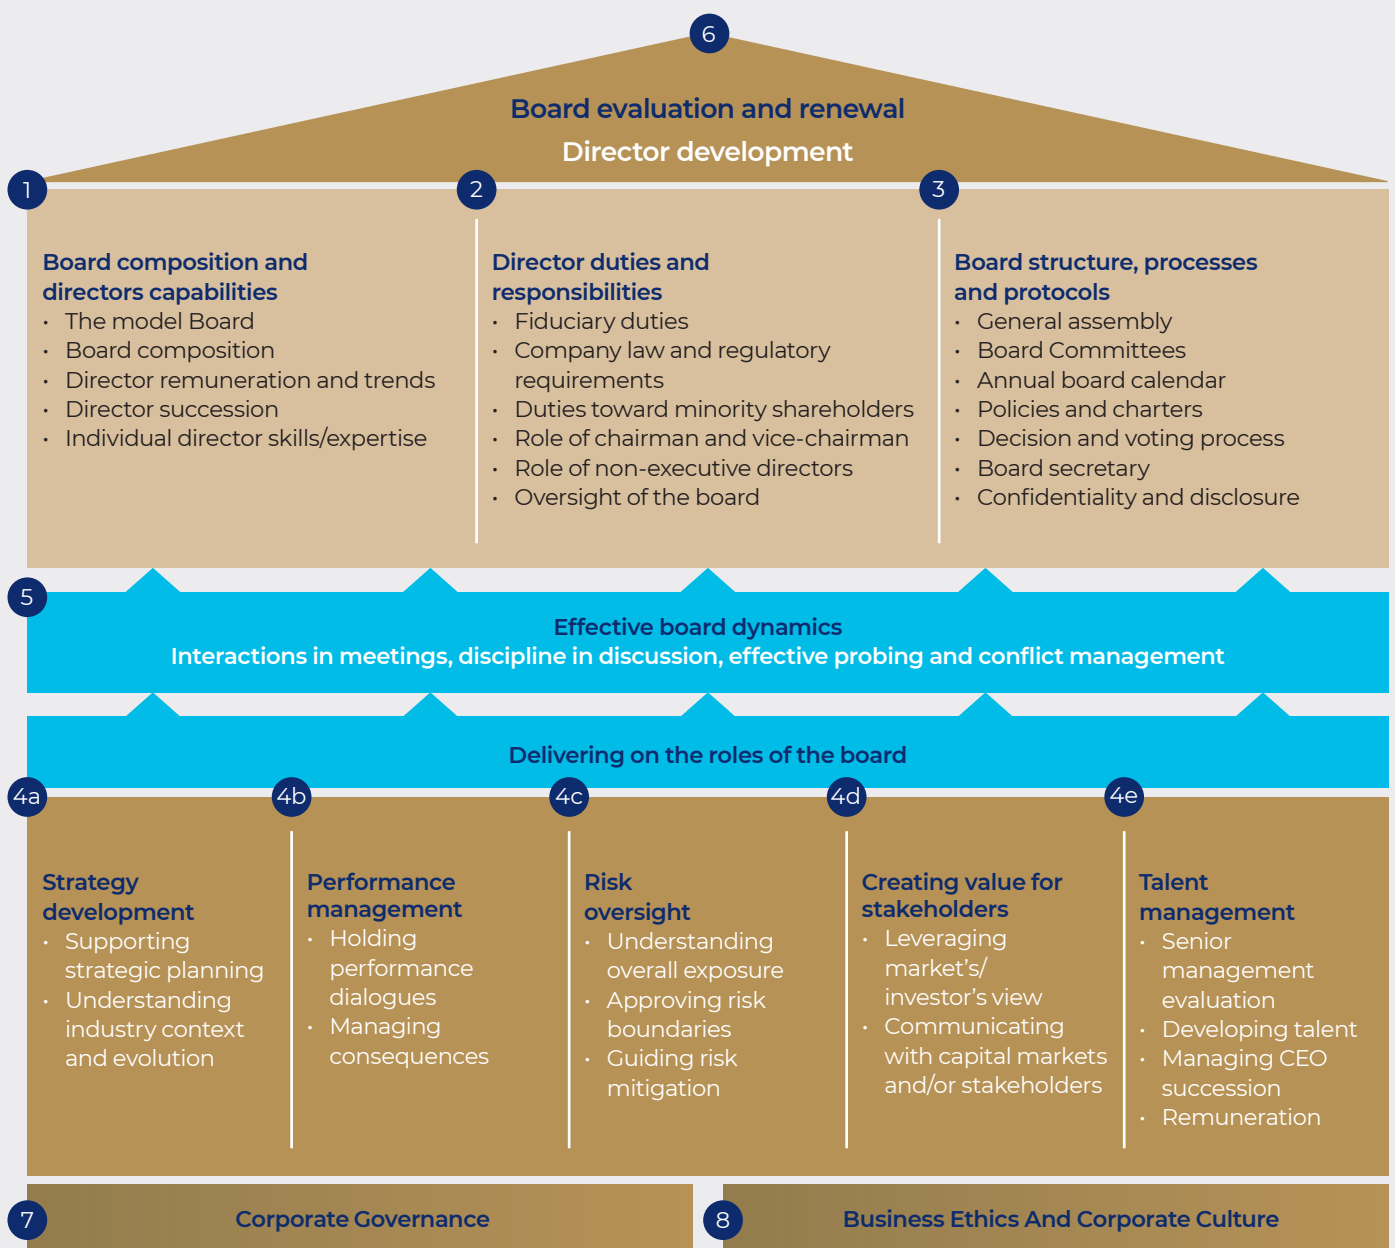 6
Board evaluation and renewal
Director development
1
Board composition and
directors capabilities
• The model Board
• Board composition
• Director remuneration and trends
• Director succession
• Individual director skills/expertise
2
Director duties and
responsibilities
• Fiduciary duties
• Company law and regulatory
requirements
• Duties toward minority shareholders
• Role of chairman and vice-chairman
• Role of non-executive directors
• Oversight of the board
3
Board structure, processes
and protocols
• General assembly
• Board Committees
• Annual board calendar
• Policies and charters
• Decision and voting process
• Board secretary
• Confidentiality and disclosure
5
Effective board dynamics
Interactions in meetings, discipline in discussion, effective probing and conflict management
Delivering on the roles of the board
4a
Strategy
development
• Supporting
strategic planning
• Understanding
industry context
and evolution
4b
Performance
management
• Holding
performance
dialogues
• Managing
consequences
4c
Risk
oversight
• Understanding
overall exposure
• Approving risk
boundaries
• Guiding risk
mitigation
4d
Creating value for
stakeholders
• Leveraging
market’s/
investor’s view
• Communicating
with capital markets
and/or stakeholders
4e
Talent
management
• Senior
management
evaluation
• Developing talent
• Managing CEO
succession
• Remuneration
7
Corporate Governance
8
Business Ethics And Corporate Culture